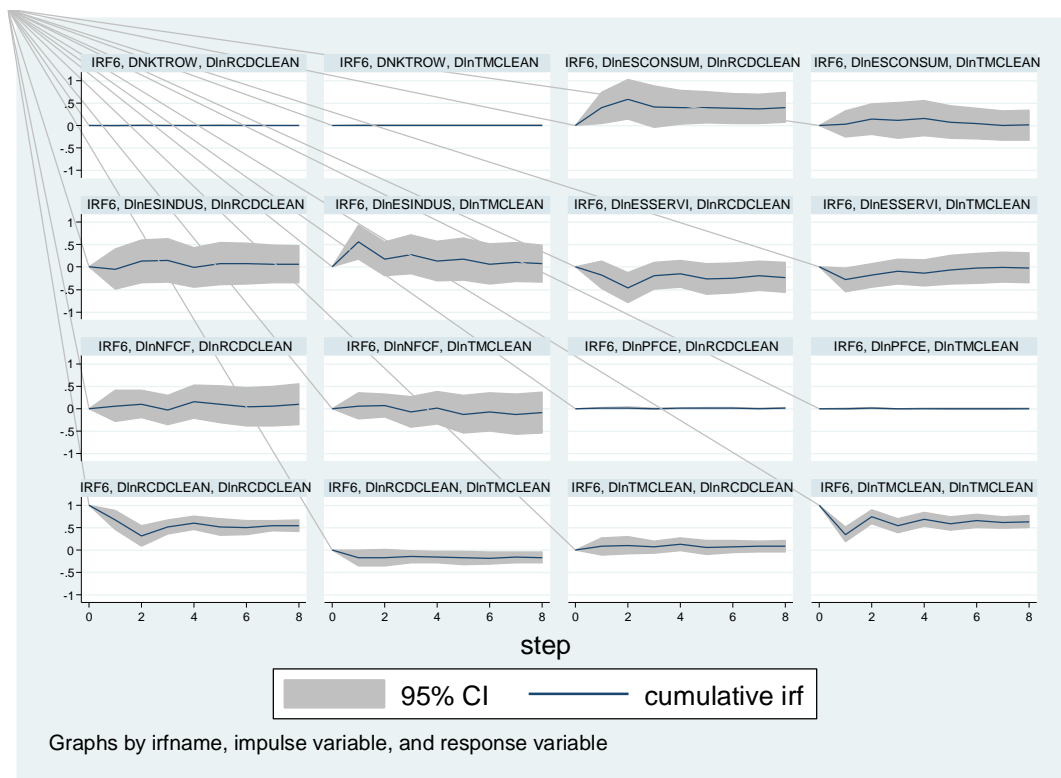 IRF6, DNKTROW, DlnRCDCLEAN
IRF6, DNKTROW, DlnTMCLEAN
IRF6, DlnESCONSUM, DlnRCDCLEAN
IRF6, DlnESCONSUM, DlnTMCLEAN
1
.5
0
-.5
-1
IRF6, DlnESINDUS, DlnRCDCLEAN
IRF6, DlnESINDUS, DlnTMCLEAN
IRF6, DlnESSERVI, DlnRCDCLEAN
IRF6, DlnESSERVI, DlnTMCLEAN
1
.5
0
-.5
-1
IRF6, DlnNFCF, DlnRCDCLEAN
IRF6, DlnNFCF, DlnTMCLEAN
IRF6, DlnPFCE, DlnRCDCLEAN
IRF6, DlnPFCE, DlnTMCLEAN
1
.5
0
-.5
-1
IRF6, DlnRCDCLEAN, DlnRCDCLEAN
IRF6, DlnRCDCLEAN, DlnTMCLEAN
IRF6, DlnTMCLEAN, DlnRCDCLEAN
IRF6, DlnTMCLEAN, DlnTMCLEAN
1
.5
0
-.5
-1
0 2 4 6 8
0 2 4 6 8
0 2 4 6 8
0 2 4 6 8
step
95% CI
cumulative irf
Graphs by irfname, impulse variable, and response variable